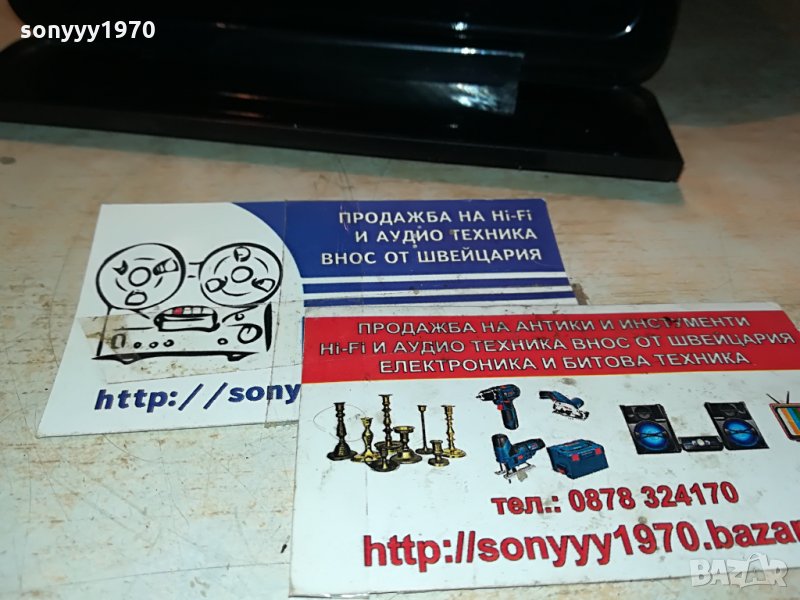 sonyyy1970
ПРОДАЖБА НА Hi-Fi
И АУДИО ТЕХНИКА
ВНОС ОТ ШВЕЙЦАРИЯ
http://sony
ПРОДАЖБА НА АНТИКИ И ИНСТУМЕНТИ
Hi-Fi И АУДИО ТЕХНИКА ВНОС ОТ ШВЕЙЦАРИЯ
ЕЛЕКТРОНИКА И БИТОВА ТЕХНИКА
тел.: 0878 324170
http://sonyyy1970.bazar
BAZAR